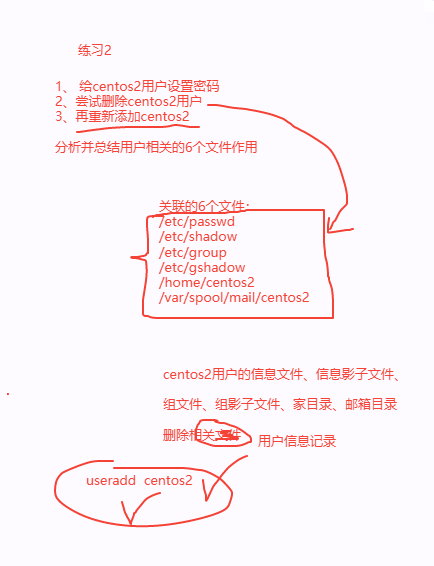 练习2
1、 给centos2用户设置密码
2、尝试删除centos2用户
3、再重新添加centos2
分析并总结用户相关的6个文件作用
关联的6个文件：
/etc/passwd
/etc/shadow
/etc/group
/etc/gshadow
/home/centos2
/var/spool/mail/centos2
centos2用户的信息文件、信息影子文件、
组文件、组影子文件、家目录、邮箱目录
删除相关文件
用户信息记录
useradd centos2